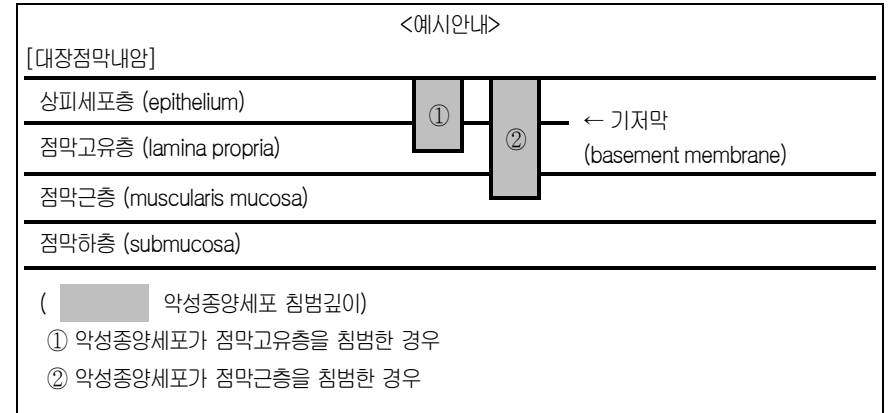 <예시안내>
[대장점막내암]
상피세포층 (epithelium)
①
② ← 기저막
점막고유층 (lamina propria) (basement membrane)
점막근층 (muscularis mucosa)
점막하층 (submucosa)
( 악성종양세포 침범깊이)
① 악성종양세포가 점막고유층을 침범한 경우
② 악성종양세포가 점막근층을 침범한 경우